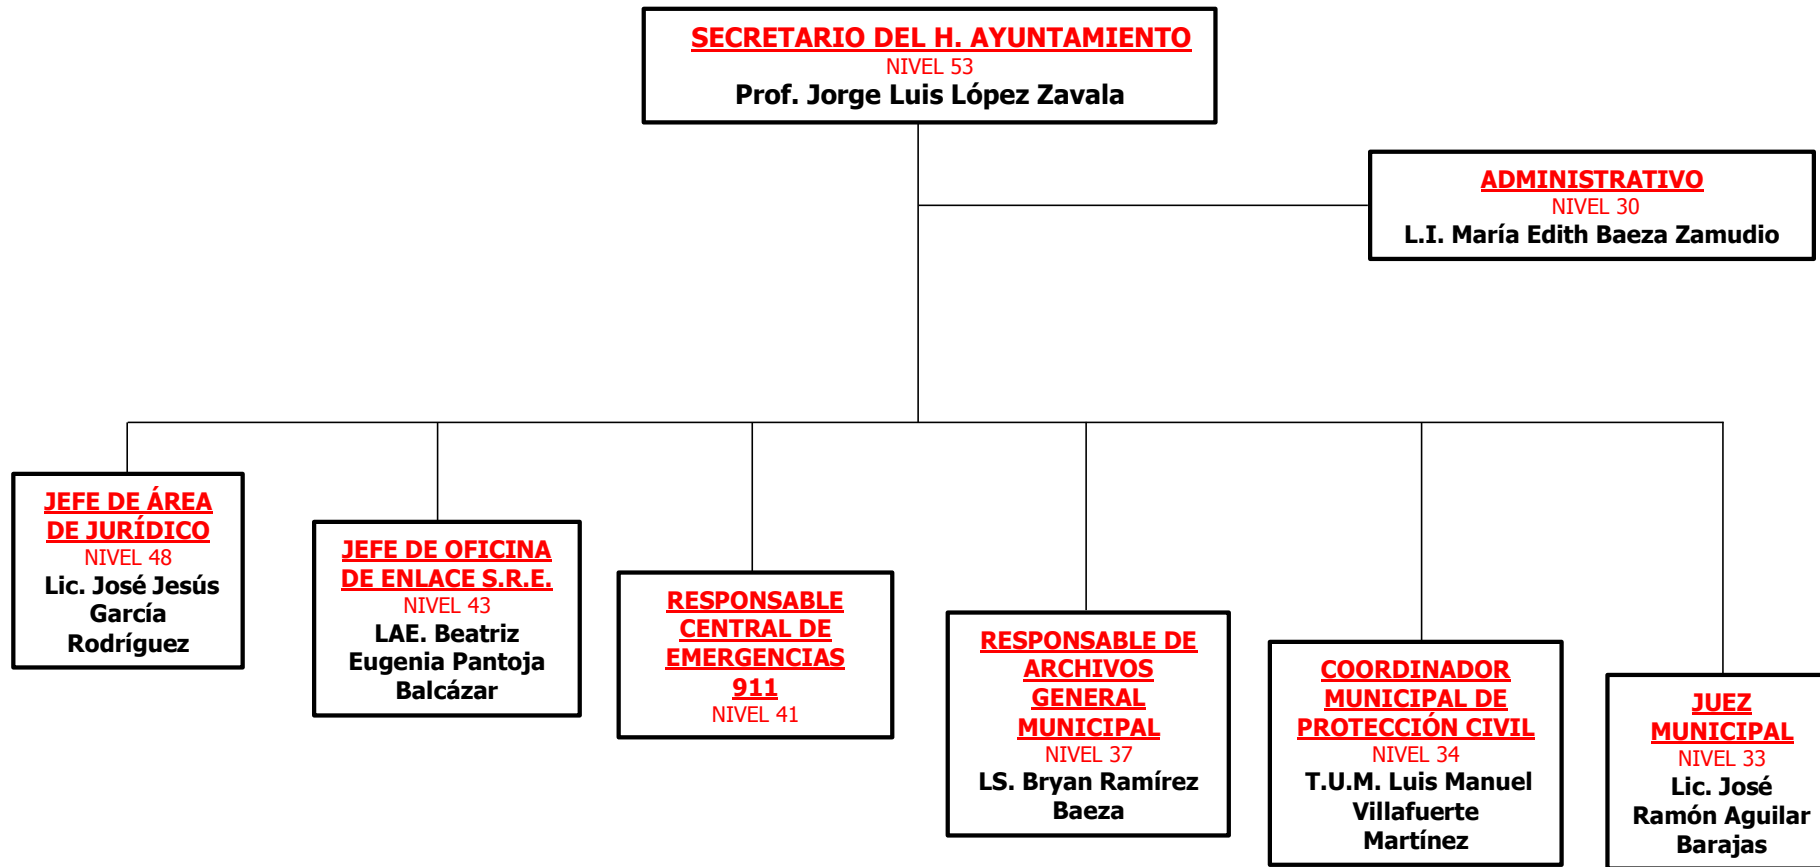 SECRETARIO DEL H. AYUNTAMIENTO
NIVEL 53
Prof. Jorge Luis López Zavala
ADMINISTRATIVO
NIVEL 30
L.I. María Edith Baeza Zamudio
JEFE DE ÁREA
DE JURÍDICO
NIVEL 48
Lic. José Jesús
García
Rodríguez
JEFE DE OFICINA
DE ENLACE S.R.E.
NIVEL 43
LAE. Beatriz
Eugenia Pantoja
Balcázar
RESPONSABLE
CENTRAL DE
EMERGENCIAS
911
NIVEL 41
RESPONSABLE DE
ARCHIVOS
GENERAL
MUNICIPAL
NIVEL 37
LS. Bryan Ramírez
Baeza
COORDINADOR
MUNICIPAL DE
PROTECCIÓN CIVIL
NIVEL 34
T.U.M. Luis Manuel
Villafuerte
Martínez
JUEZ
MUNICIPAL
NIVEL 33
Lic. José
Ramón Aguilar
Barajas